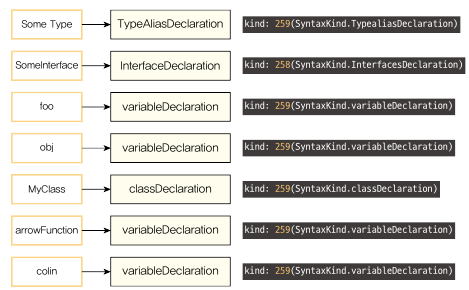 Some Type TypeAliasDeclaration kind: 259(SyntaxKind.TypealiasDeclaration)
SomeInterface InterfaceDeclaration kind: 258(SyntaxKind.InterfacesDeclaration)
foo variableDeclaration kind: 259(SyntaxKind.variableDeclaration)
obj variableDeclaration kind: 259(SyntaxKind.variableDeclaration)
MyClass classDeclaration kind: 259(SyntaxKind.classDeclaration)
arrowFunction variableDeclaration kind: 259(SyntaxKind.variableDeclaration)
colin variableDeclaration kind: 259(SyntaxKind.variableDeclaration)